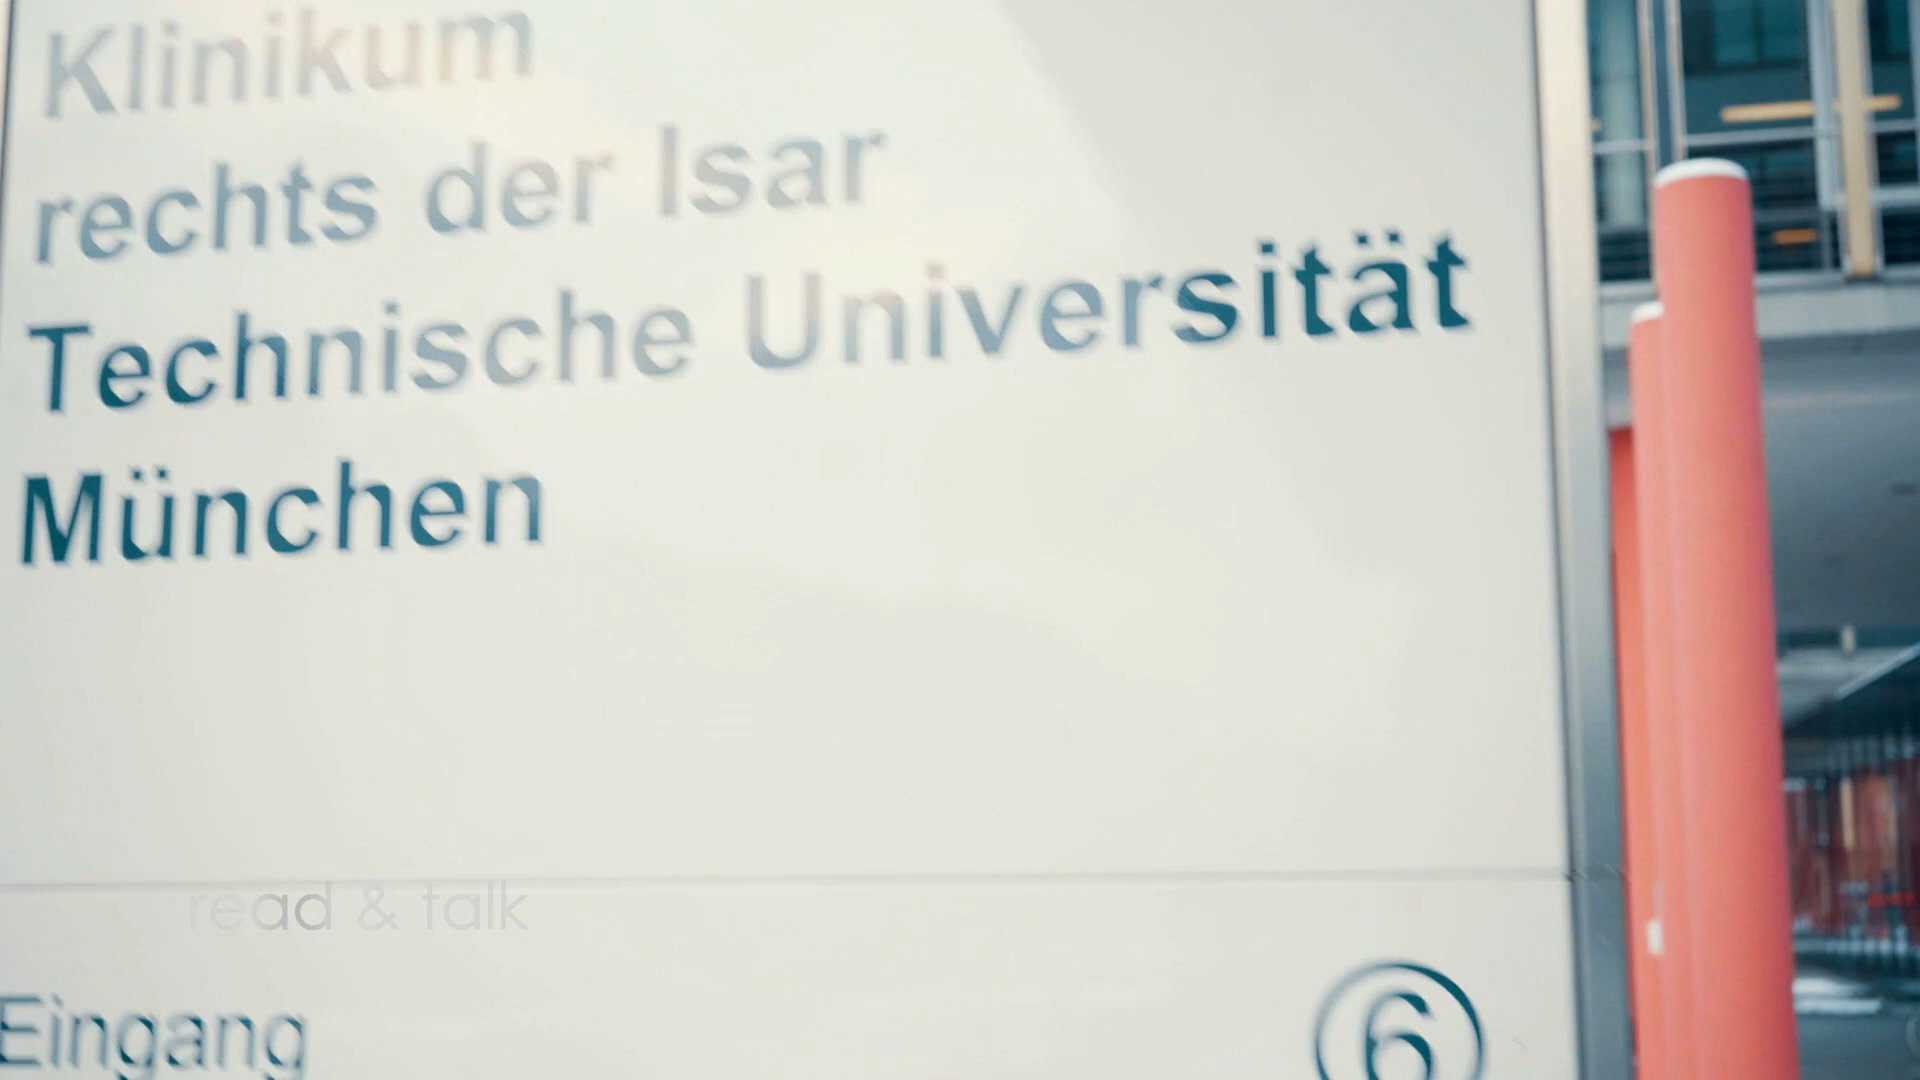 Klinikum
rechts der Isar
Technische Universität
München
read & talk
Eingang
6